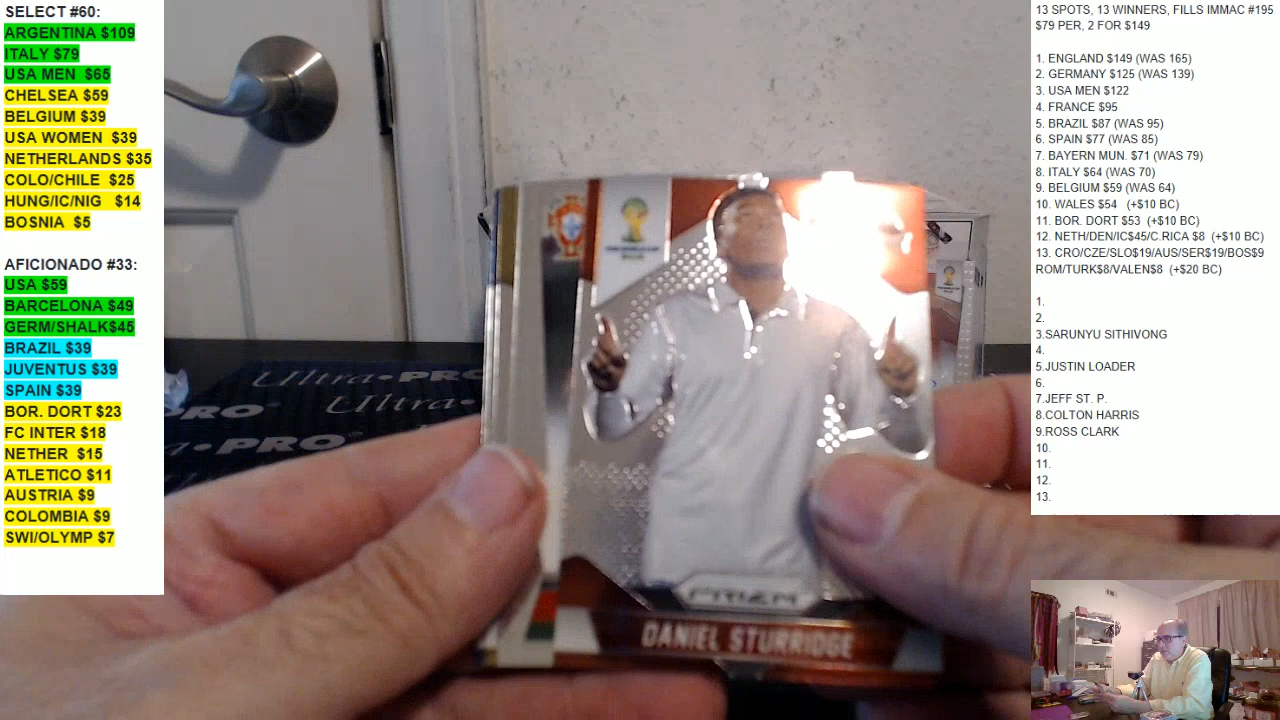 SELECT #60:
ARGENTINA $109
ITALY $79
USA MEN $65
CHELSEA $59
BELGIUM $39
USA WOMEN $39
NETHERLANDS $35
COLO/CHILE $25
HUNG/IC/NIG $14
BOSNIA $5
AFICIONADO #33:
USA $59
BARCELONA $49
GERM/SHALK$45
BRAZIL $39
JUVENTUS $39
SPAIN $39
BOR. DORT $23
FC INTER $18
NETHER $15
ATLETICO $11
AUSTRIA $9
COLOMBIA $9
SWI/OLYMP $7
Ultra•PRO
PRO
Ultra•
Ultra•PRO
PRIZM
DANIEL STURRIDGE
13 SPOTS, 13 WINNERS, FILLS IMMAC #195
$79 PER, 2 FOR $149
1. ENGLAND $149 (WAS 165)
2. GERMANY $125 (WAS 139)
3. USA MEN $122
4. FRANCE $95
5. BRAZIL $87 (WAS 95)
6. SPAIN $77 (WAS 85)
7. BAYERN MUN. $71 (WAS 79)
8. ITALY $64 (WAS 70)
9. BELGIUM $59 (WAS 64)
10. WALES $54 (+$10 BC)
11. BOR. DORT $53 (+$10 BC)
12. NETH/DEN/IC$45/C.RICA $8 (+$10 BC)
13. CRO/CZE/SLO$19/AUS/SER$19/BOS$9
ROM/TURK$8/VALEN$8 (+$20 BC)
1.
2.
3.SARUNYU SITHIVONG
4.
5.JUSTIN LOADER
6.
7.JEFF ST. P.
8.COLTON HARRIS
9.ROSS CLARK
10.
11.
12.
13.